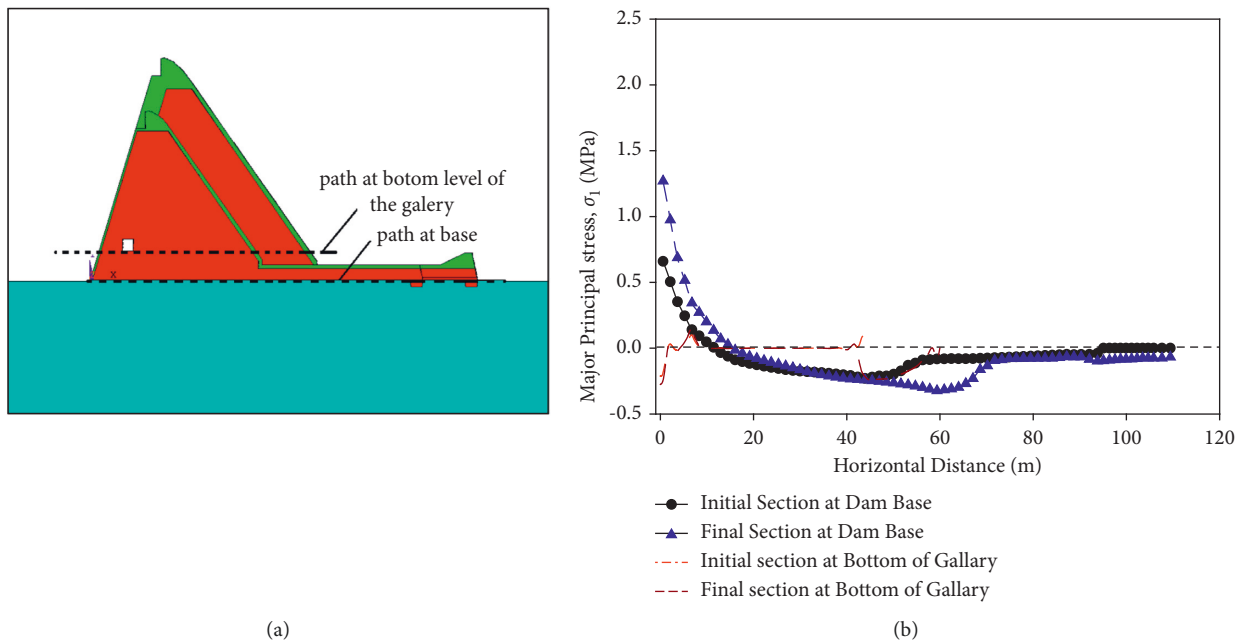 path at botom level of
the galery
path at base
x
(a)
2.5
2.0
1.5
1.0
0.5
0.0
-0.5
Major Principal stress, σ1 (MPa)
0
20
40
60
80
100
120
Horizontal Distance (m)
Initial Section at Dam Base
Final Section at Dam Base
Initial section at Bottom of Gallary
Final section at Bottom of Gallary
(b)